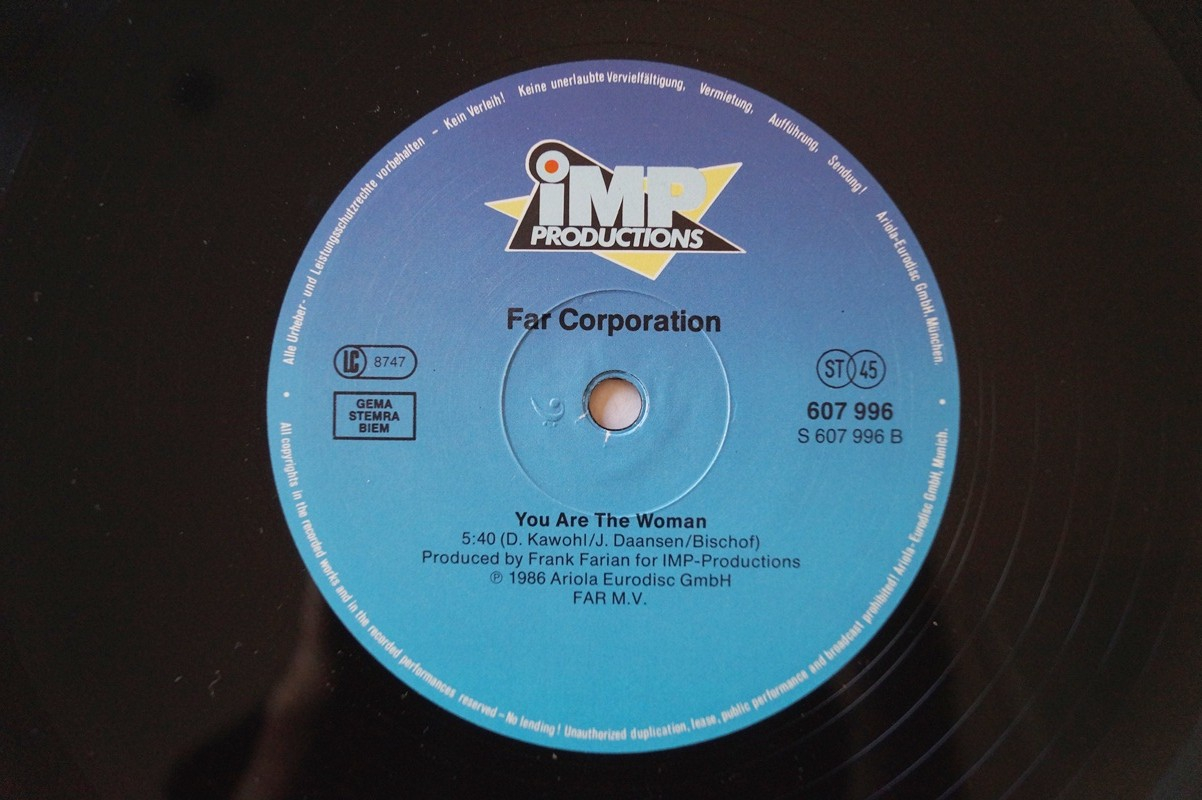 Alle Urheber- und Leistungsschutzrechte vorbehalten – Kein Verleih! Keine unerlaubte Vervielfältigung, Vermietung, Aufführung, Sendung! Ariola-Eurodisc GmbH, München.
iMP
PRODUCTIONS
Far Corporation
LC 8747
GEMA
STEMRA
BIEM
ST 45
607 996
S 607 996 B
You Are The Woman
5:40 (D. Kawohl/J. Daansen/Bischof)
Produced by Frank Farian for IMP-Productions
℗ 1986 Ariola Eurodisc GmbH
FAR M.V.
All copyrights in the recorded works and in the recorded performances reserved – No lending! Unauthorized duplication, lease, public performance and broadcast prohibited! Ariola - Eurodisc GmbH, Munich.